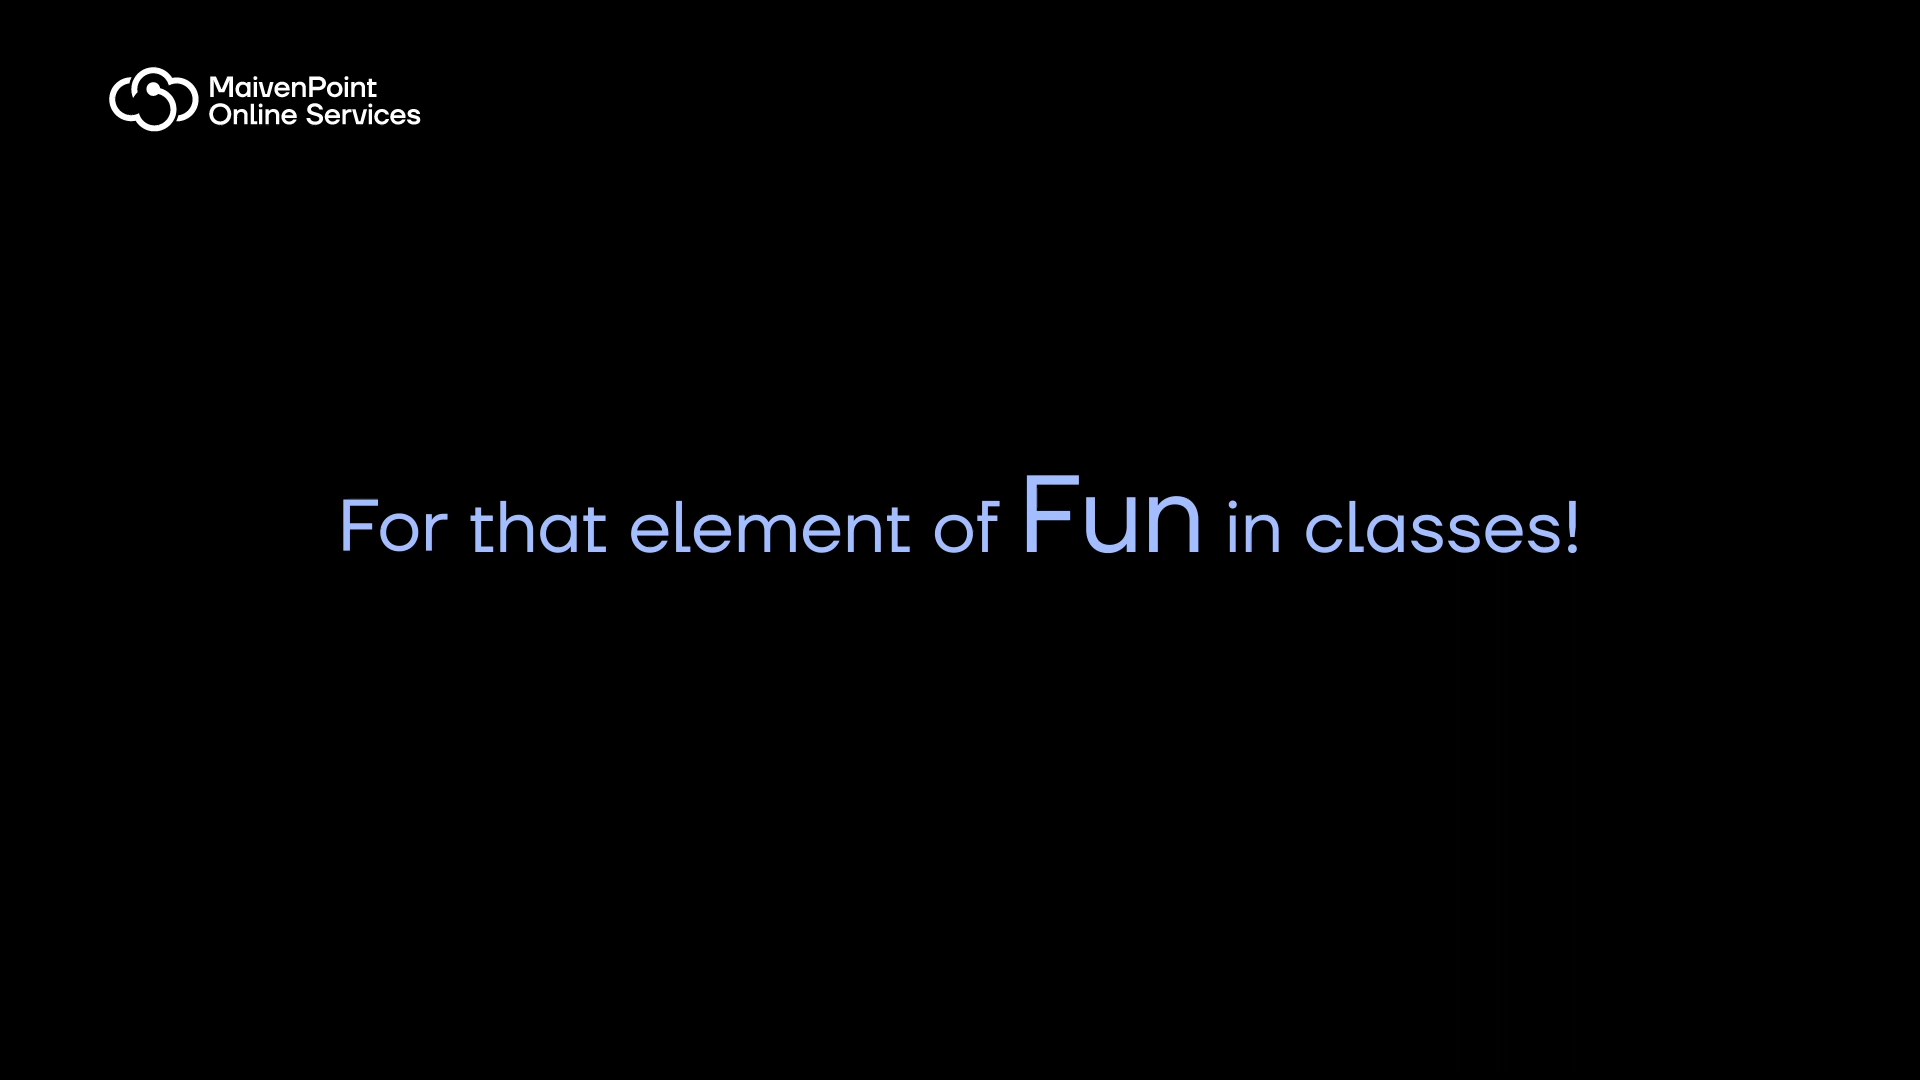 MaivenPoint
Online Services
For that element of Fun in classes!